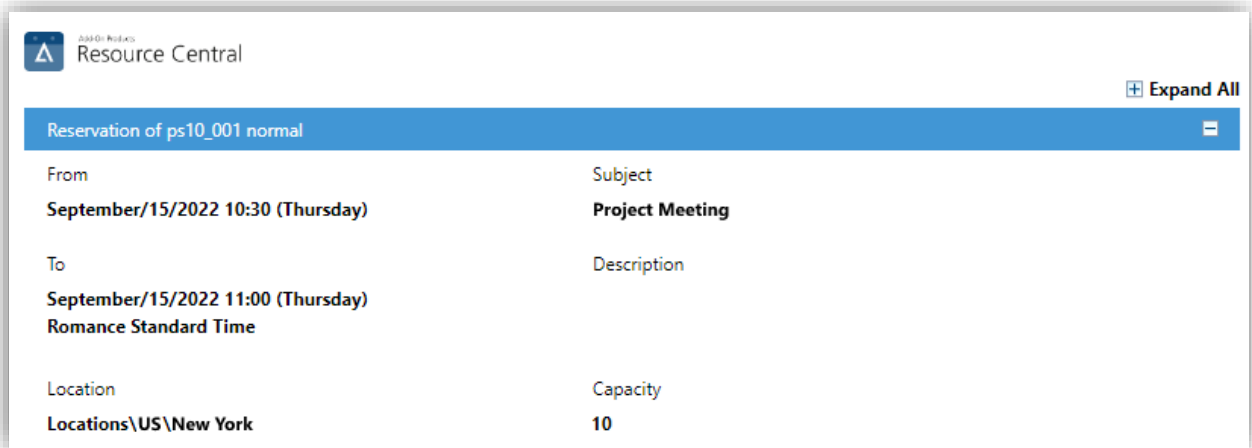 Add-On Products
Resource Central
Expand All
Reservation of ps10_001 normal
From
Subject
September/15/2022 10:30 (Thursday)
Project Meeting
To
Description
September/15/2022 11:00 (Thursday)
Romance Standard Time
Location
Capacity
Locations\US\New York
10